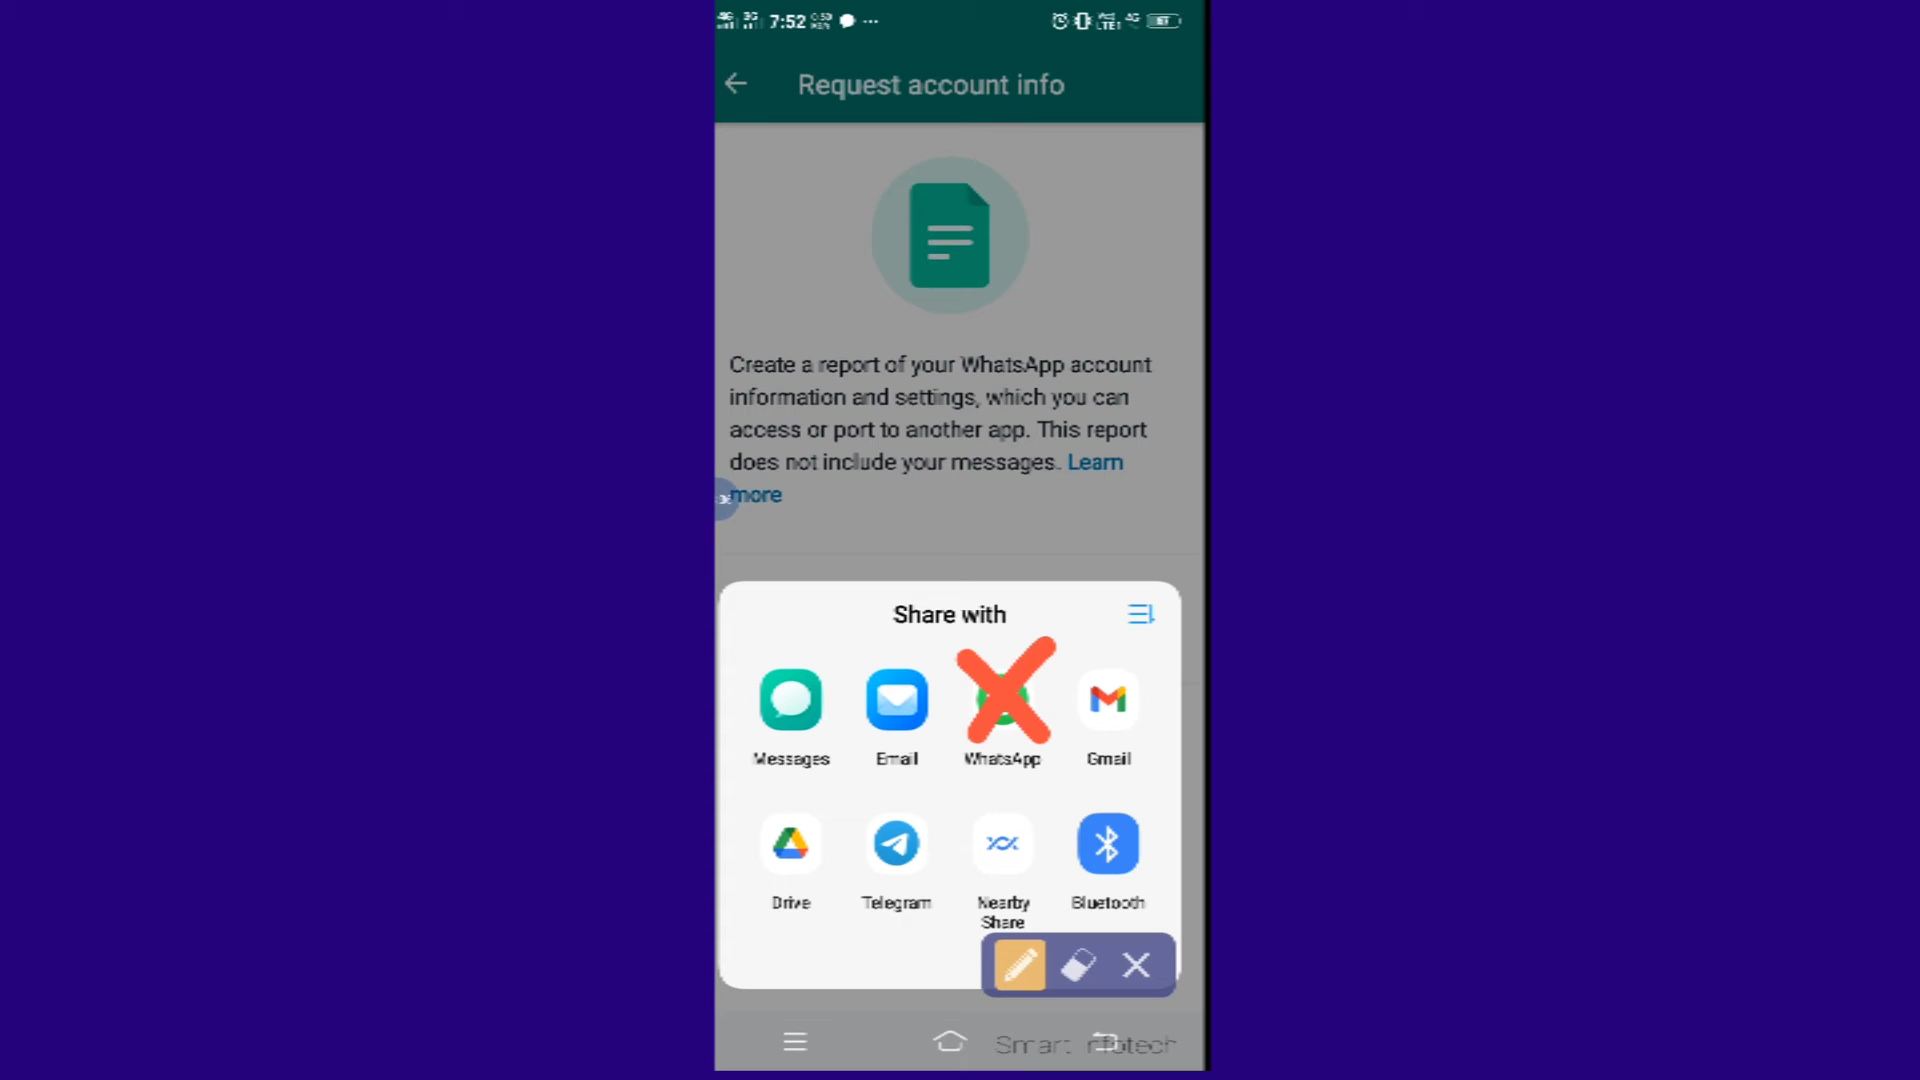 7:52
Request account info
Create a report of your WhatsApp account
information and settings, which you can
access or port to another app. This report
does not include your messages. Learn
more
Share with
Messages
Email
WhatsApp
Gmail
Drive
Telegram
Nearby
Share
Bluetooth
Smart Infotech